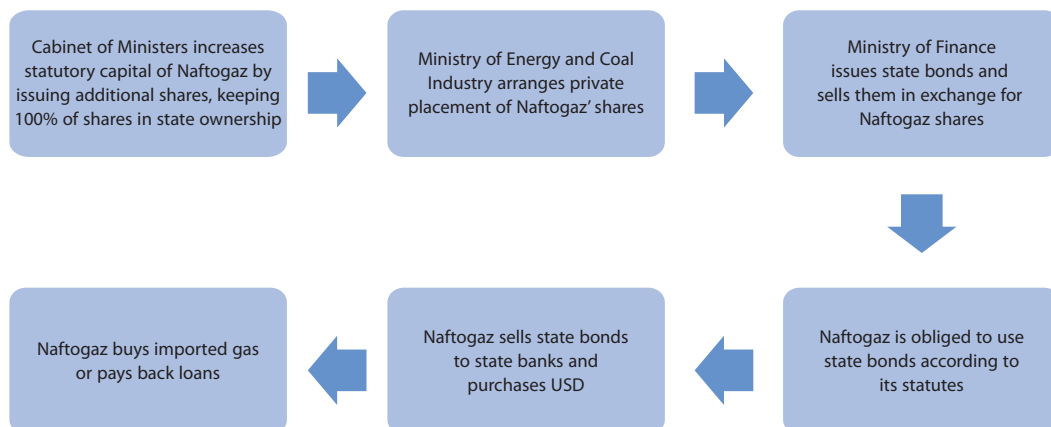 Cabinet of Ministers increases
statutory capital of Naftogaz by
issuing additional shares, keeping
100% of shares in state ownership
Ministry of Energy and Coal
Industry arranges private
placement of Naftogaz’ shares
Ministry of Finance
issues state bonds and
sells them in exchange for
Naftogaz shares
Naftogaz is obliged to use
state bonds according to
its statutes
Naftogaz sells state bonds
to state banks and
purchases USD
Naftogaz buys imported gas
or pays back loans